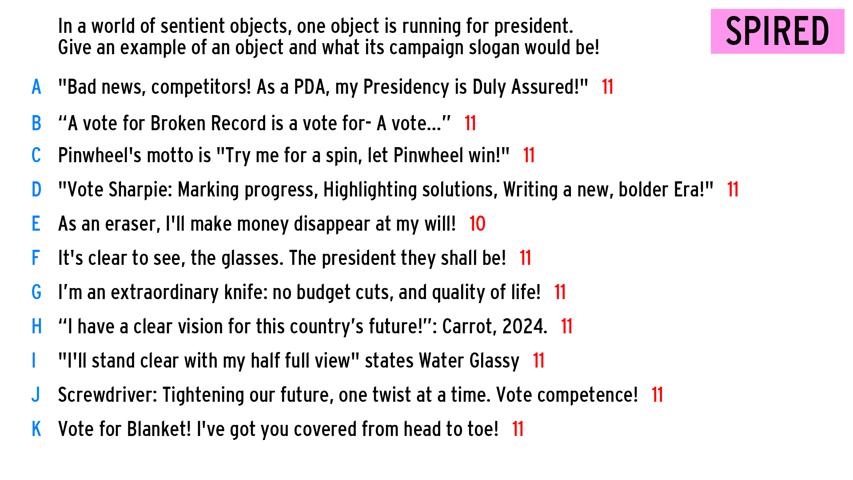 In a world of sentient objects, one object is running for president.
Give an example of an object and what its campaign slogan would be!
SPIRED
A "Bad news, competitors! As a PDA, my Presidency is Duly Assured!" 11
B “A vote for Broken Record is a vote for- A vote...” 11
C Pinwheel's motto is "Try me for a spin, let Pinwheel win!" 11
D "Vote Sharpie: Marking progress, Highlighting solutions, Writing a new, bolder Era!" 11
E As an eraser, I'll make money disappear at my will! 10
F It's clear to see, the glasses. The president they shall be! 11
G I’m an extraordinary knife: no budget cuts, and quality of life! 11
H “I have a clear vision for this country’s future!”: Carrot, 2024. 11
I "I'll stand clear with my half full view" states Water Glassy 11
J Screwdriver: Tightening our future, one twist at a time. Vote competence! 11
K Vote for Blanket! I've got you covered from head to toe! 11